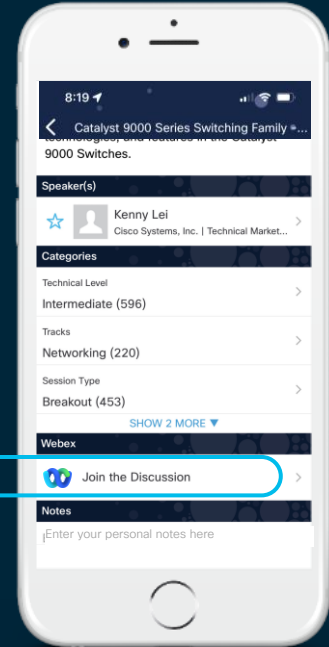 8:19
Catalyst 9000 Series Switching Family ...
technologies, and features in the Catalyst
9000 Switches.
Speaker(s)
Kenny Lei
Cisco Systems, Inc. | Technical Market...
Categories
Technical Level
Intermediate (596)
Tracks
Networking (220)
Session Type
Breakout (453)
SHOW 2 MORE ▼
Webex
Join the Discussion
Notes
Enter your personal notes here